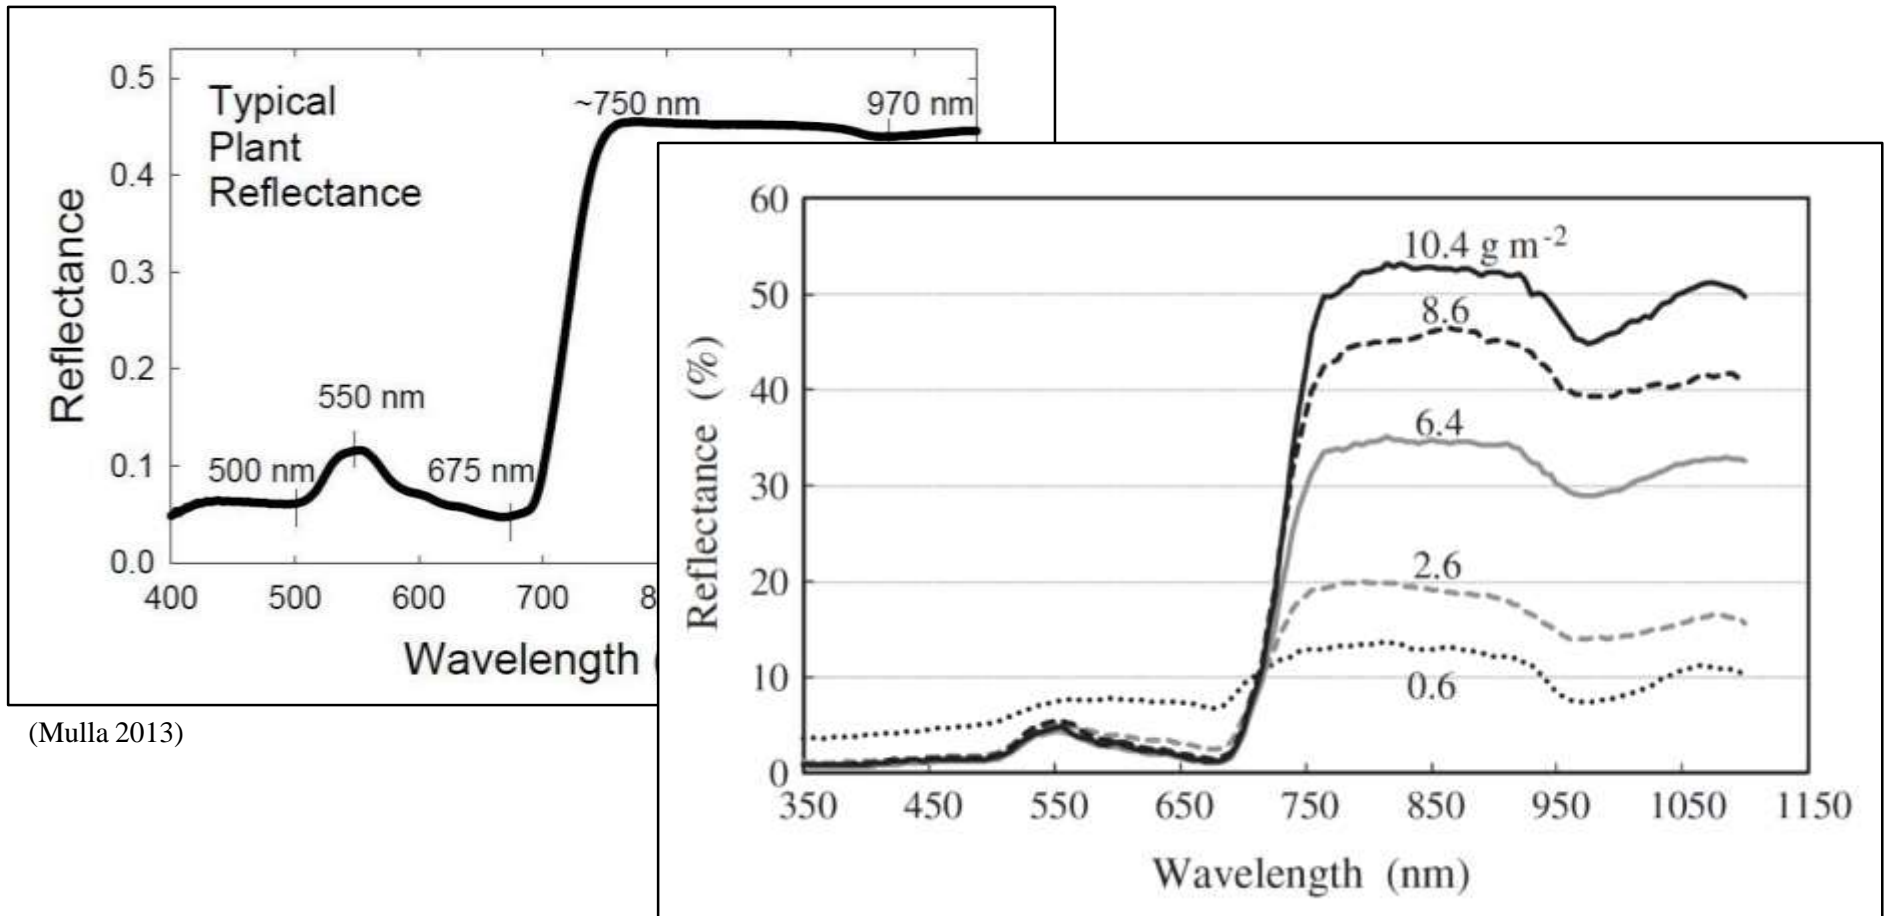 0.5
0.4
0.3
0.2
0.1
0.0
Reflectance
Typical
Plant
Reflectance
~750 nm
970 nm
550 nm
500 nm
675 nm
400 500 600 700 8
Wavelength (
(Mulla 2013)
60
50
40
30
20
10
0
Reflectance (%)
10.4 g m-2
8.6
6.4
2.6
0.6
350 450 550 650 750 850 950 1050 1150
Wavelength (nm)